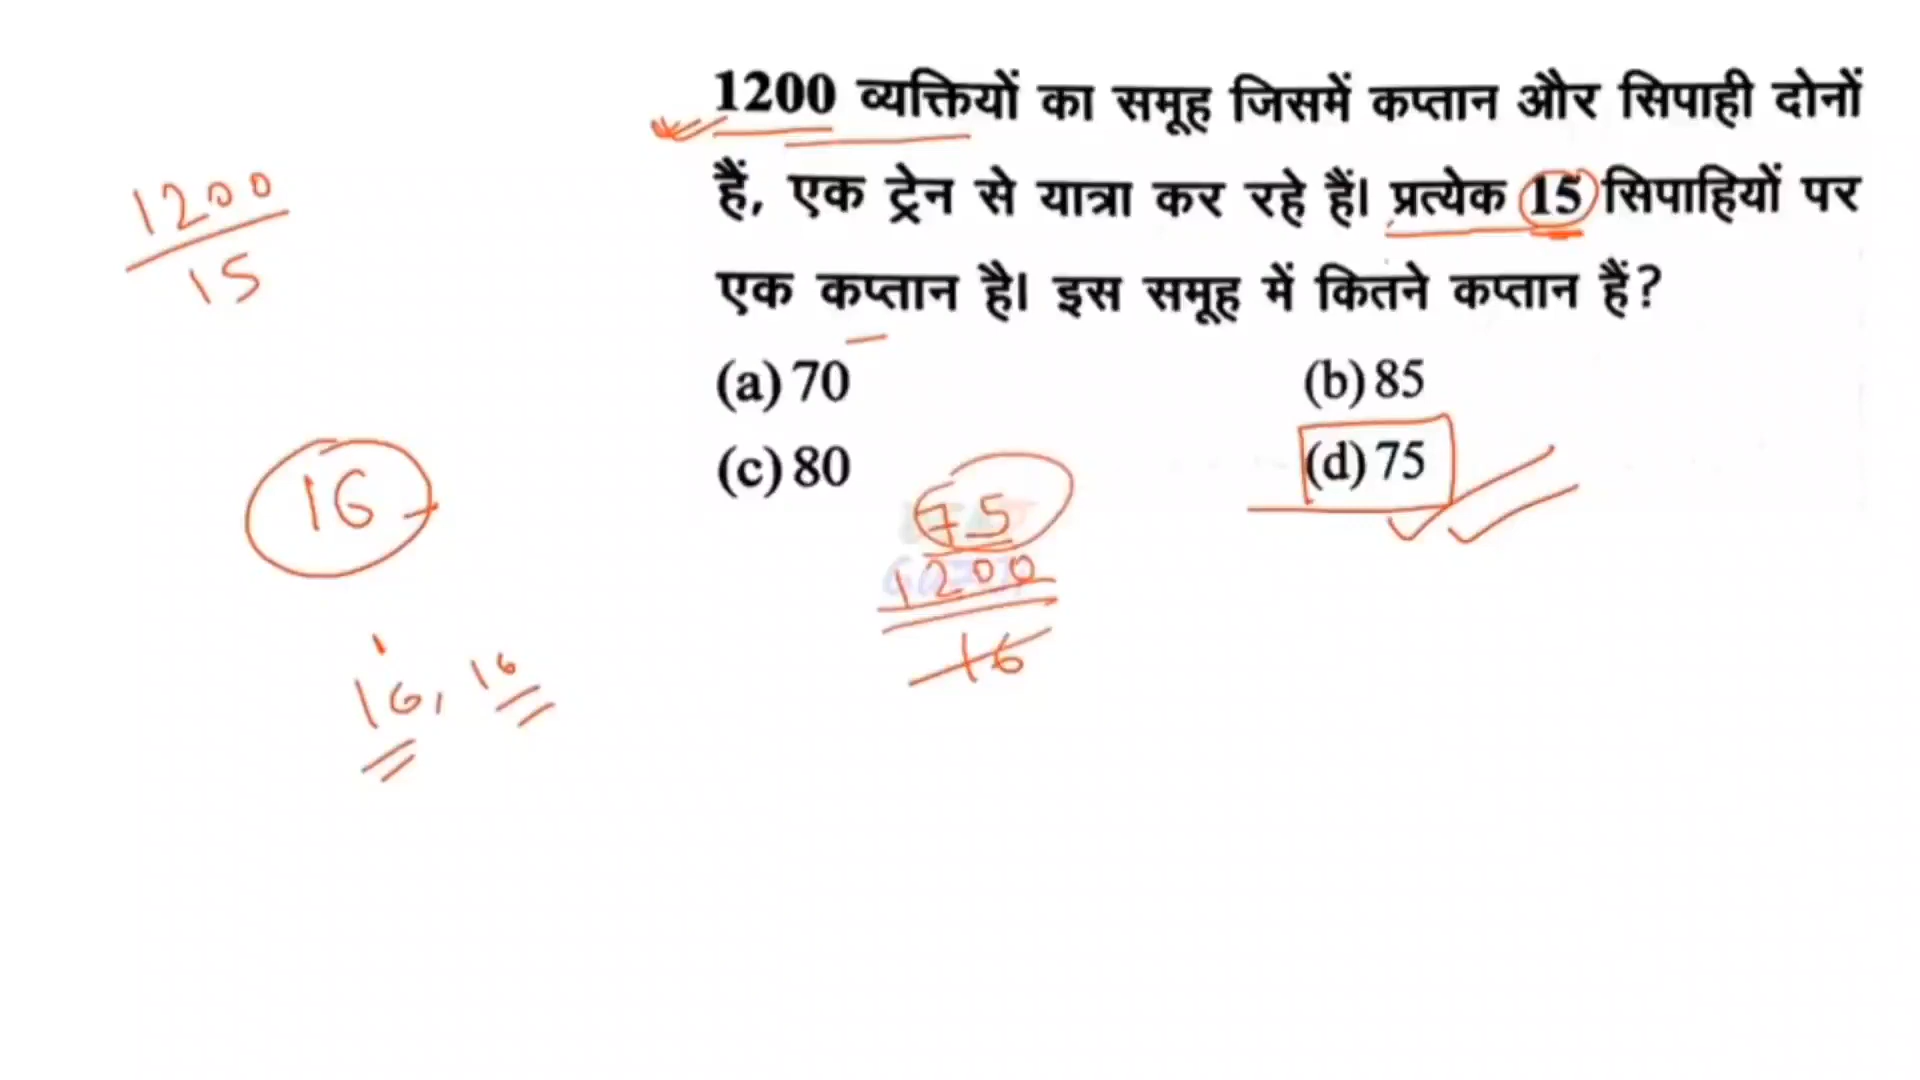 1200 व्यक्तियों का समूह जिसमें कप्तान और सिपाही दोनों
हैं, एक ट्रेन से यात्रा कर रहे हैं। प्रत्येक 15 सिपाहियों पर
एक कप्तान है। इस समूह में कितने कप्तान हैं?
(a) 70
(b) 85
(c) 80
(d) 75
1200
15
16
16, 16
75
1200
16